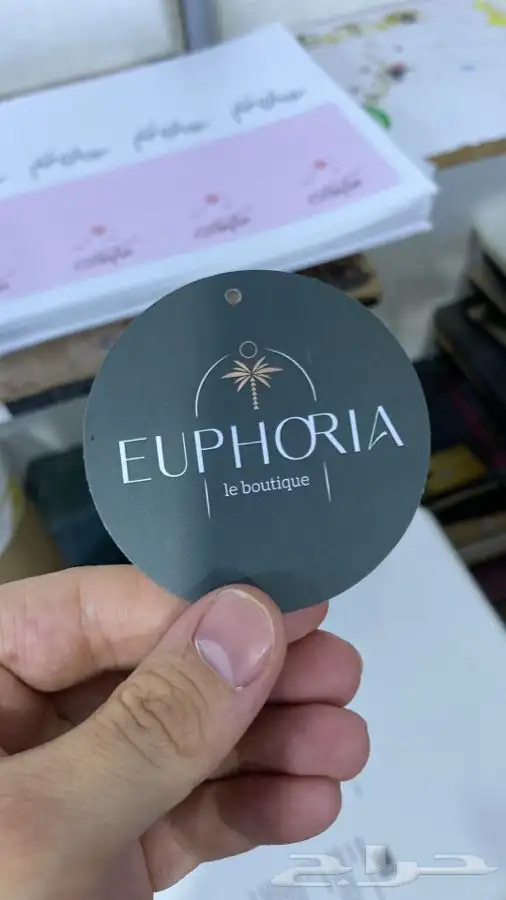 EUPHORIA
le boutique
حراج